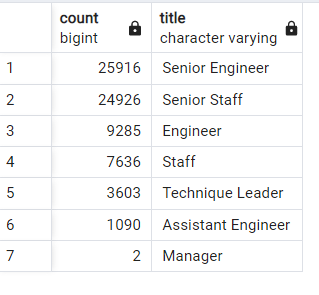 count title
bigint character varying
1 25916 Senior Engineer
2 24926 Senior Staff
3 9285 Engineer
4 7636 Staff
5 3603 Technique Leader
6 1090 Assistant Engineer
7 2 Manager